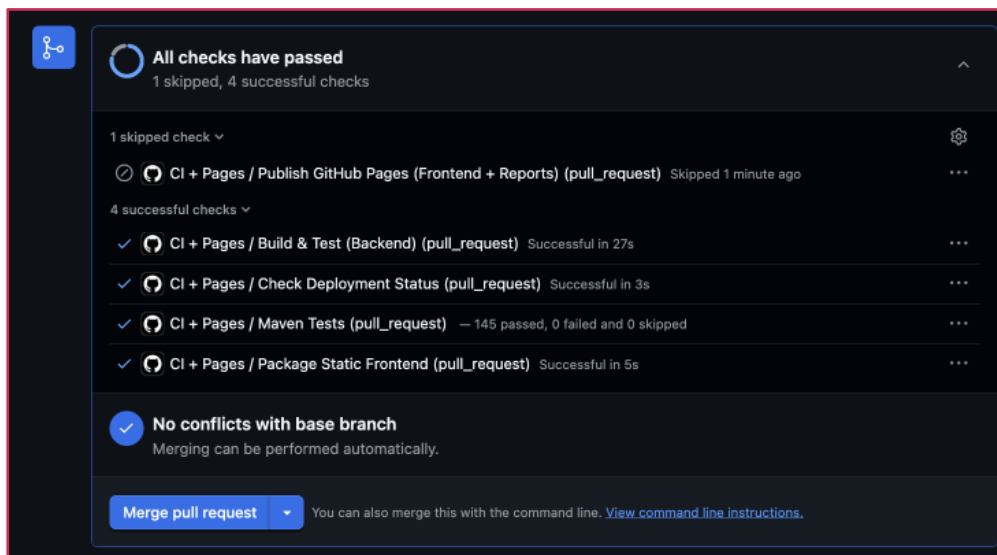 All checks have passed
1 skipped, 4 successful checks
1 skipped check
CI + Pages / Publish GitHub Pages (Frontend + Reports) (pull_request) Skipped 1 minute ago
4 successful checks
CI + Pages / Build & Test (Backend) (pull_request) Successful in 27s
CI + Pages / Check Deployment Status (pull_request) Successful in 3s
CI + Pages / Maven Tests (pull_request) — 145 passed, 0 failed and 0 skipped
CI + Pages / Package Static Frontend (pull_request) Successful in 5s
No conflicts with base branch
Merging can be performed automatically.
Merge pull request You can also merge this with the command line. View command line instructions.